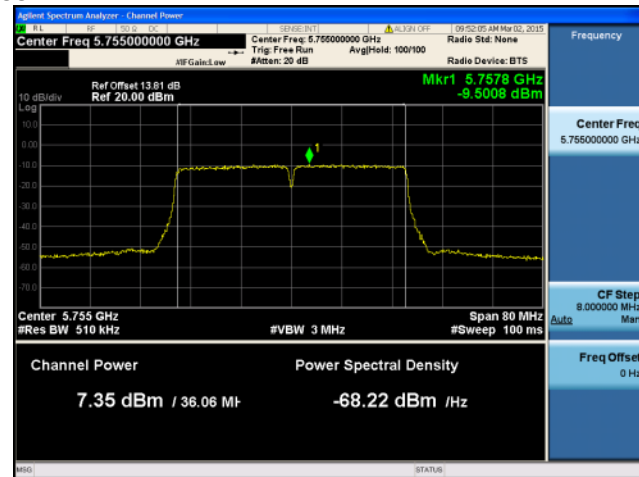 Agilent Spectrum Analyzer - Channel Power
RL RF 50 Ω DC SENSE:INT ALIGN OFF 09:52:05 AM Mar 02, 2015
Center Freq 5.755000000 GHz
Center Freq: 5.755000000 GHz Radio Std: None
Trig: Free Run Avg|Hold: 100/100
#IFGain:Low #Atten: 20 dB Radio Device: BTS
Frequency
Ref Offset 13.81 dB
10 dB/div Ref 20.00 dBm
Mkr1 5.7578 GHz
-9.5008 dBm
Log
10.0
0.00
-10.0
-20.0
-30.0
-40.0
-50.0
-60.0
-70.0
1
Center 5.755 GHz Span 80 MHz
#Res BW 510 kHz #VBW 3 MHz #Sweep 100 ms
Channel Power Power Spectral Density
7.35 dBm / 36.06 MH -68.22 dBm /Hz
Center Freq
5.755000000 GHz
CF Step
8.000000 MHz
Auto Man
Freq Offset
0 Hz
MSG STATUS